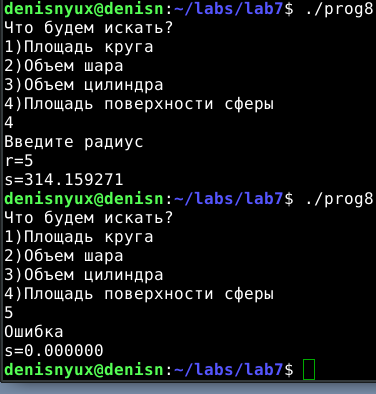 denisnyux@denisn:~/labs/lab7$ ./prog8
Что будем искать?
1)Площадь круга
2)Объем шара
3)Объем цилиндра
4)Площадь поверхности сферы
4
Введите радиус
r=5
s=314.159271
denisnyux@denisn:~/labs/lab7$ ./prog8
Что будем искать?
1)Площадь круга
2)Объем шара
3)Объем цилиндра
4)Площадь поверхности сферы
5
Ошибка
s=0.000000
denisnyux@denisn:~/labs/lab7$